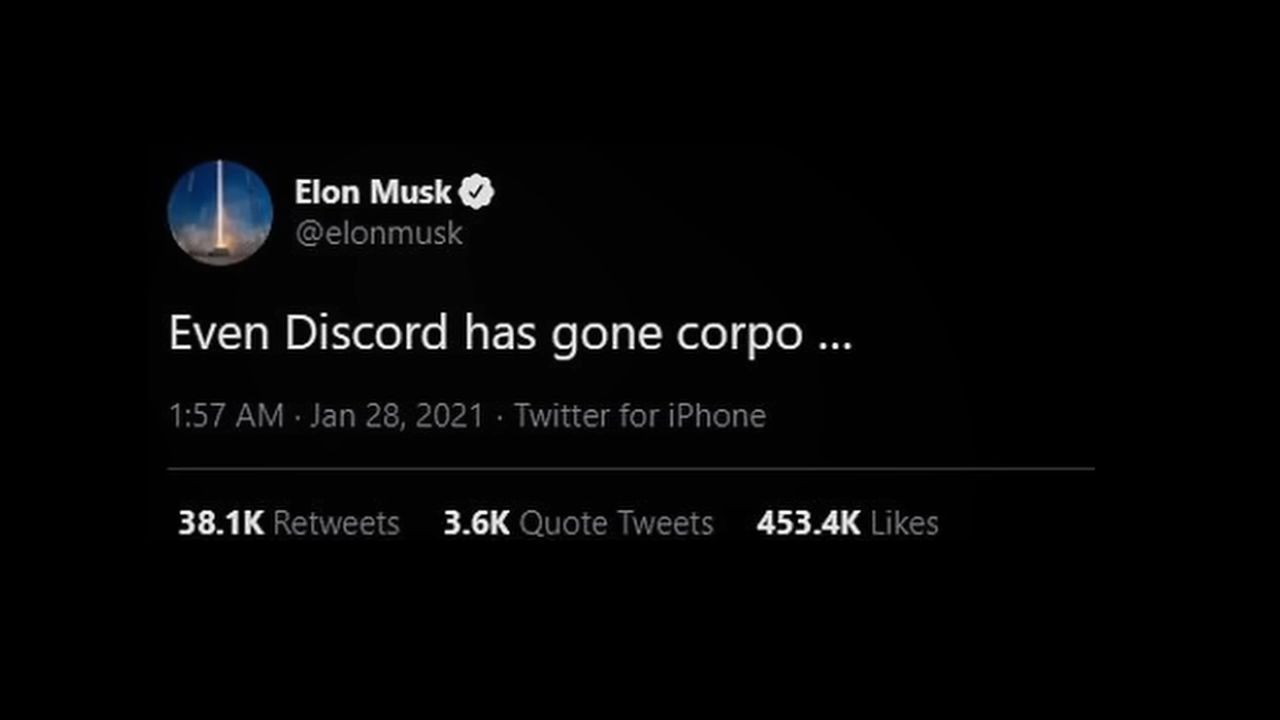 Elon Musk
@elonmusk
Even Discord has gone corpo ...
1:57 AM · Jan 28, 2021 · Twitter for iPhone
38.1K Retweets 3.6K Quote Tweets 453.4K Likes